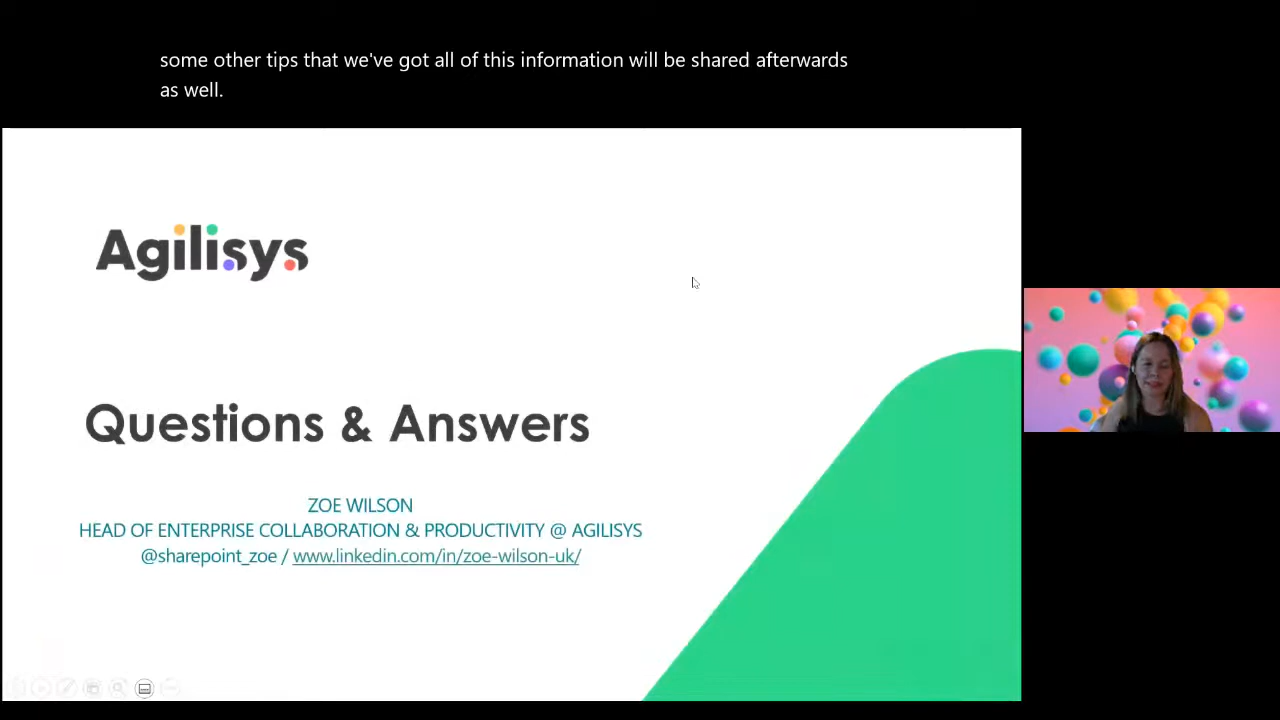 some other tips that we've got all of this information will be shared afterwards
as well.
Agilisys
Questions & Answers
ZOE WILSON
HEAD OF ENTERPRISE COLLABORATION & PRODUCTIVITY @ AGILISYS
@sharepoint_zoe / www.linkedin.com/in/zoe-wilson-uk/